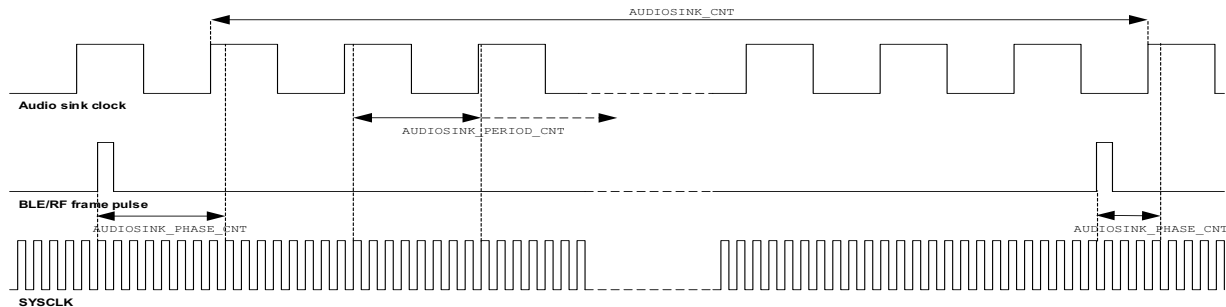 AUDIOSINK_CNT
Audio sink clock
AUDIOSINK_PERIOD_CNT
BLE/RF frame pulse
AUDIOSINK_PHASE_CNT
AUDIOSINK_PHASE_CNT
SYSCLK